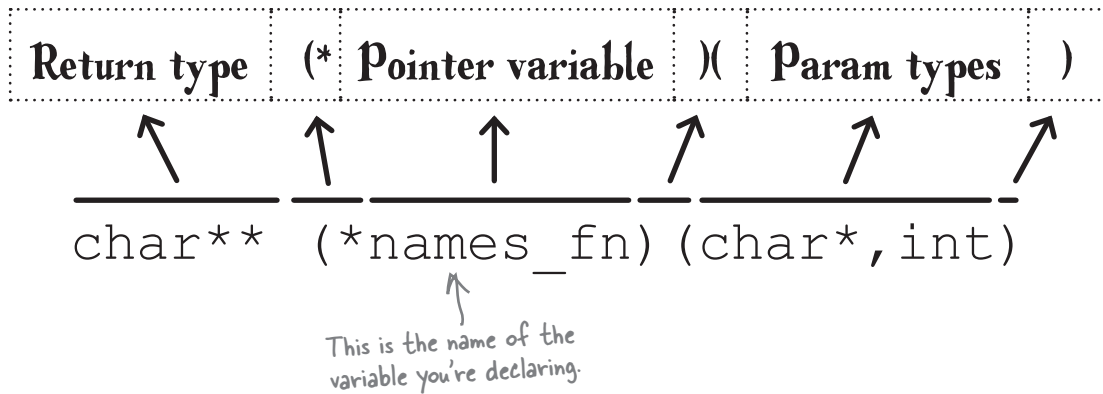 Return type (* Pointer variable )( Param types )
char** (*names_fn)(char*,int)
This is the name of the
variable you're declaring.